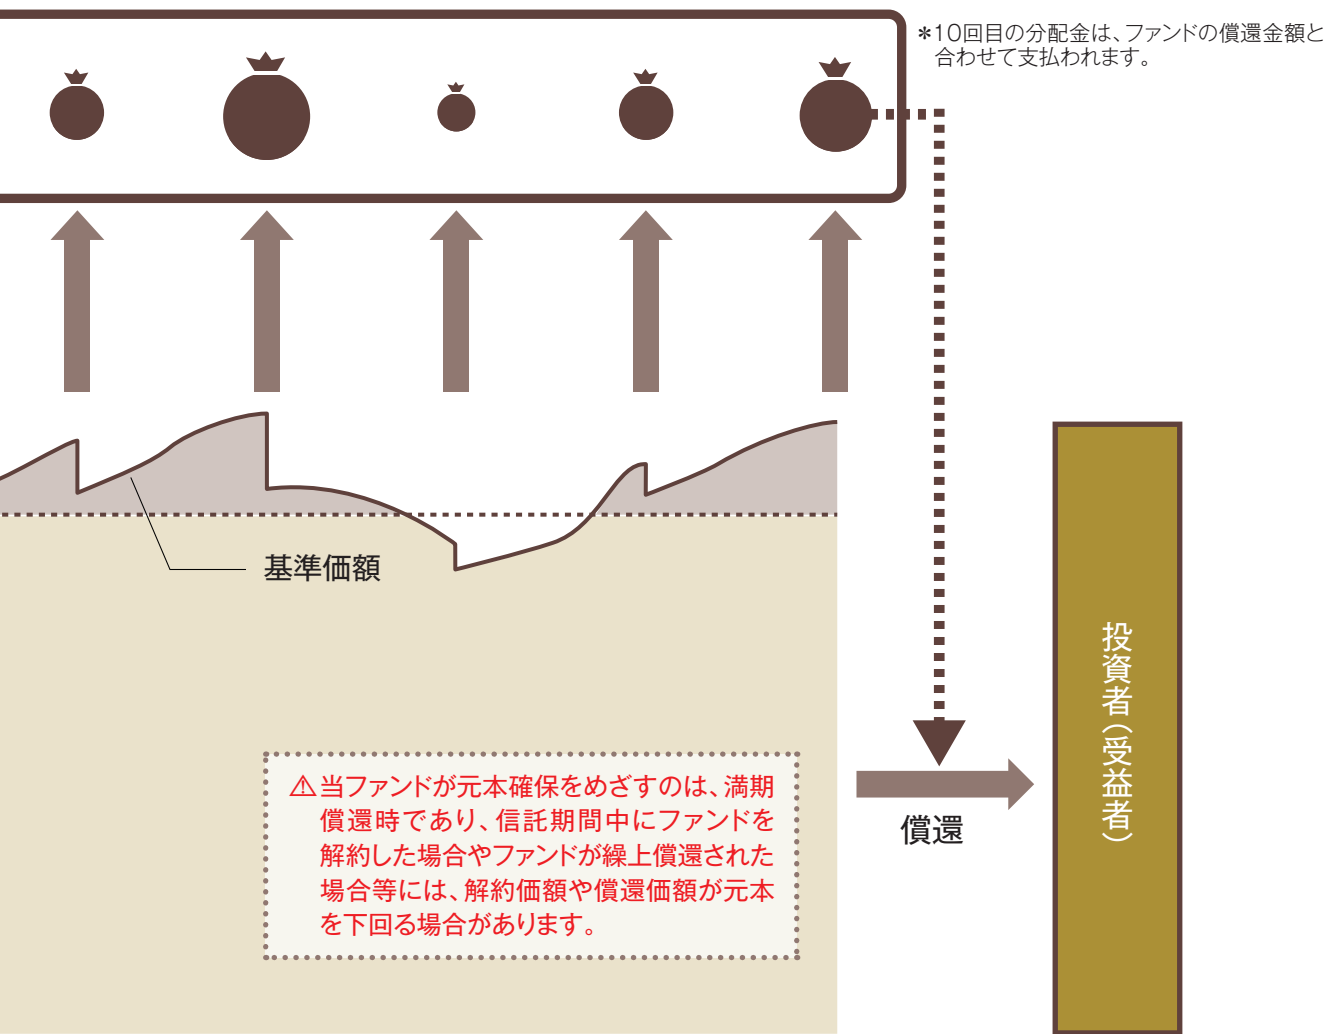 *10回目の分配金は、ファンドの償還金額と
合わせて支払われます。
基準価額
⚠当ファンドが元本確保をめざすのは、満期
償還時であり、信託期間中にファンドを
解約した場合やファンドが繰上償還された
場合等には、解約価額や償還価額が元本
を下回る場合があります。
償還
投資者(受益者)